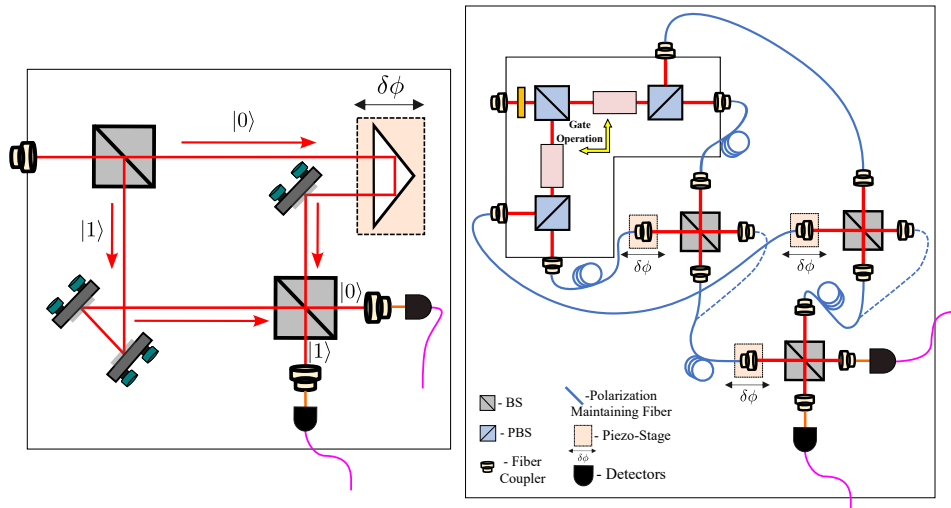 δϕ
|0⟩
|1⟩
|0⟩
|1⟩
Gate
Operation
δϕ
δϕ
δϕ
- BS
- PBS
- Fiber
Coupler
-Polarization
Maintaining Fiber
- Piezo-Stage
δϕ
- Detectors